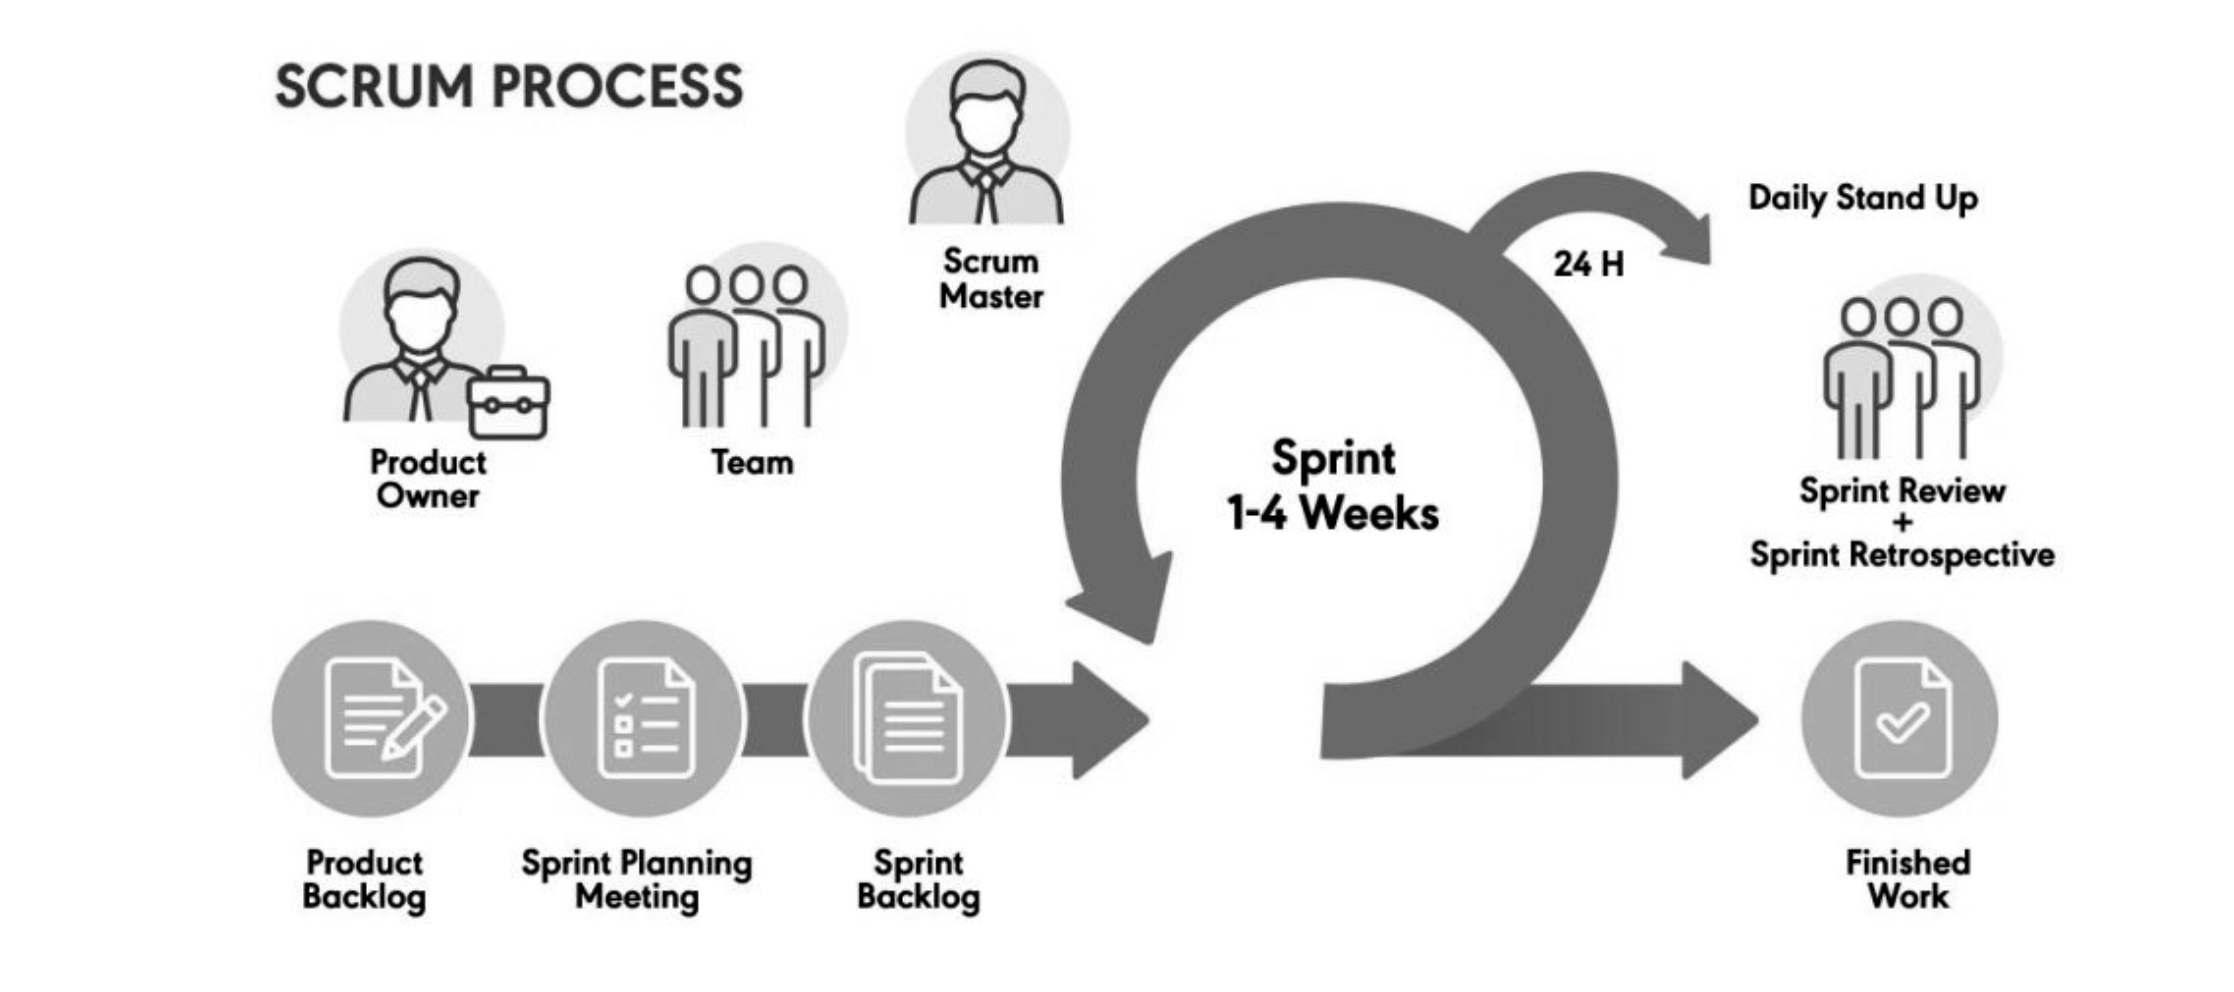 SCRUM PROCESS
Scrum
Master
Product
Owner
Team
Sprint
1-4 Weeks
24 H
Daily Stand Up
Sprint Review
+
Sprint Retrospective
Product
Backlog
Sprint Planning
Meeting
Sprint
Backlog
Finished
Work